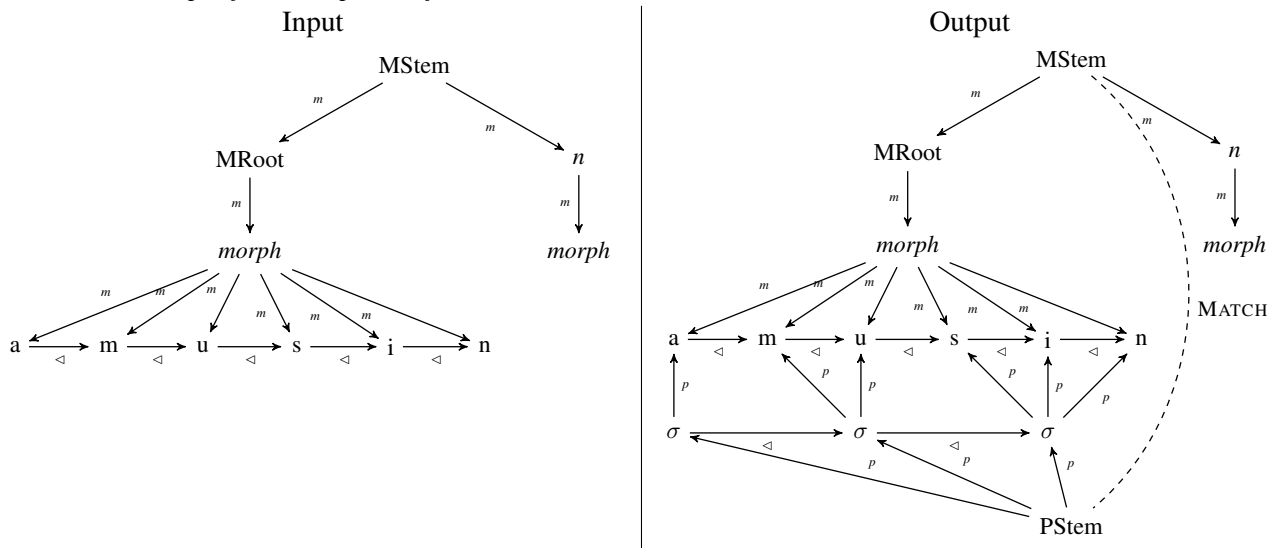 Input Output
MStem MStem
m m m m
MRoot n MRoot n
m m m m
morph morph morph morph
m m m m m m m m m m m m
MATCH
a m u s i n a m u s i n
◁ ◁ ◁ ◁ ◁ ◁ ◁ ◁ ◁ ◁
p p p p p p
σ σ σ
◁ ◁
p p p
PStem